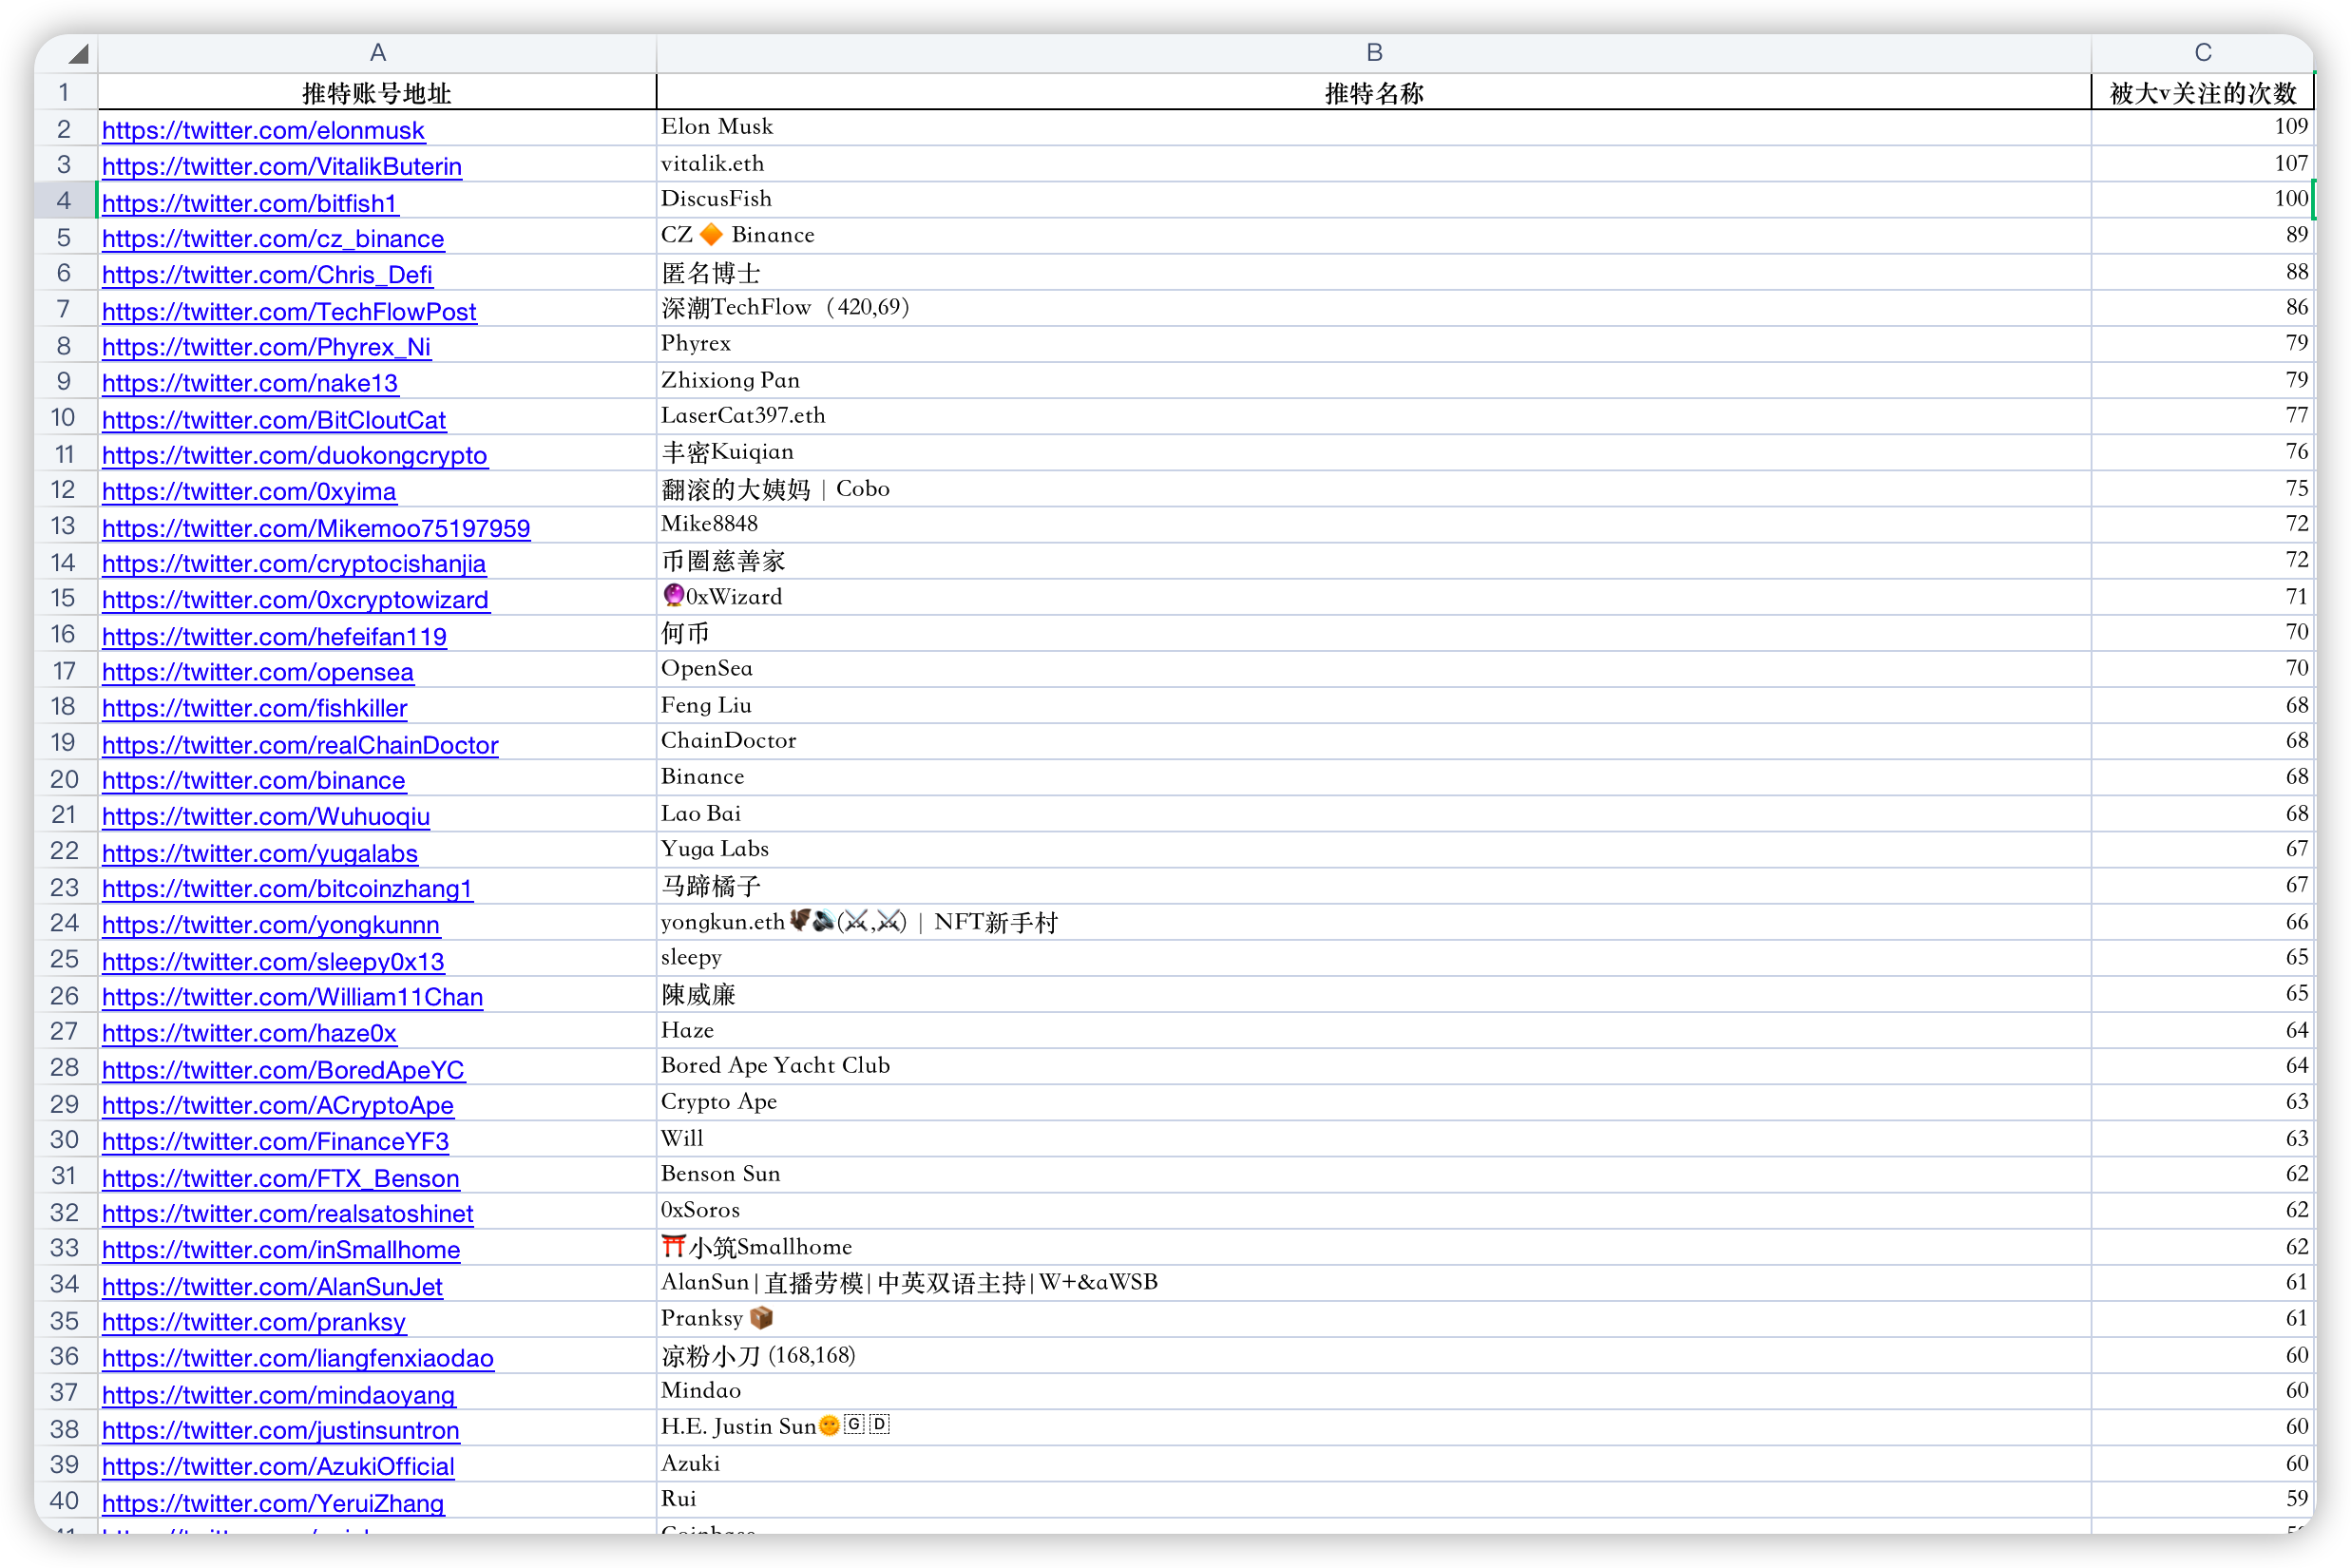 A B C
1 推特账号地址 推特名称 被大v关注的次数
2 https://twitter.com/elonmusk Elon Musk 109
3 https://twitter.com/VitalikButerin vitalik.eth 107
4 https://twitter.com/bitfish1 DiscusFish 100
5 https://twitter.com/cz_binance CZ 🔶 Binance 89
6 https://twitter.com/Chris_Defi 匿名博士 88
7 https://twitter.com/TechFlowPost 深潮TechFlow（420,69） 86
8 https://twitter.com/Phyrex_Ni Phyrex 79
9 https://twitter.com/nake13 Zhixiong Pan 79
10 https://twitter.com/BitCloutCat LaserCat397.eth 77
11 https://twitter.com/duokongcrypto 丰密Kuiqian 76
12 https://twitter.com/0xyima 翻滚的大姨妈 | Cobo 75
13 https://twitter.com/Mikemoo75197959 Mike8848 72
14 https://twitter.com/cryptocishanjia 币圈慈善家 72
15 https://twitter.com/0xcryptowizard 🔮0xWizard 71
16 https://twitter.com/hefeifan119 何币 70
17 https://twitter.com/opensea OpenSea 70
18 https://twitter.com/fishkiller Feng Liu 68
19 https://twitter.com/realChainDoctor ChainDoctor 68
20 https://twitter.com/binance Binance 68
21 https://twitter.com/Wuhuoqiu Lao Bai 68
22 https://twitter.com/yugalabs Yuga Labs 67
23 https://twitter.com/bitcoinzhang1 马蹄橘子 67
24 https://twitter.com/yongkunnn yongkun.eth🦇🔊(⚔️,⚔️) | NFT新手村 66
25 https://twitter.com/sleepy0x13 sleepy 65
26 https://twitter.com/William11Chan 陳威廉 65
27 https://twitter.com/haze0x Haze 64
28 https://twitter.com/BoredApeYC Bored Ape Yacht Club 64
29 https://twitter.com/ACryptoApe Crypto Ape 63
30 https://twitter.com/FinanceYF3 Will 63
31 https://twitter.com/FTX_Benson Benson Sun 62
32 https://twitter.com/realsatoshinet 0xSoros 62
33 https://twitter.com/inSmallhome ⛩️小筑Smallhome 62
34 https://twitter.com/AlanSunJet AlanSun|直播劳模|中英双语主持|W+&aWSB 61
35 https://twitter.com/pranksy Pranksy 📦 61
36 https://twitter.com/liangfenxiaodao 凉粉小刀 (168,168) 60
37 https://twitter.com/mindaoyang Mindao 60
38 https://twitter.com/justinsuntron H.E. Justin Sun🌞🇬🇩 60
39 https://twitter.com/AzukiOfficial Azuki 60
40 https://twitter.com/YeruiZhang Rui 59
41 Coinbase